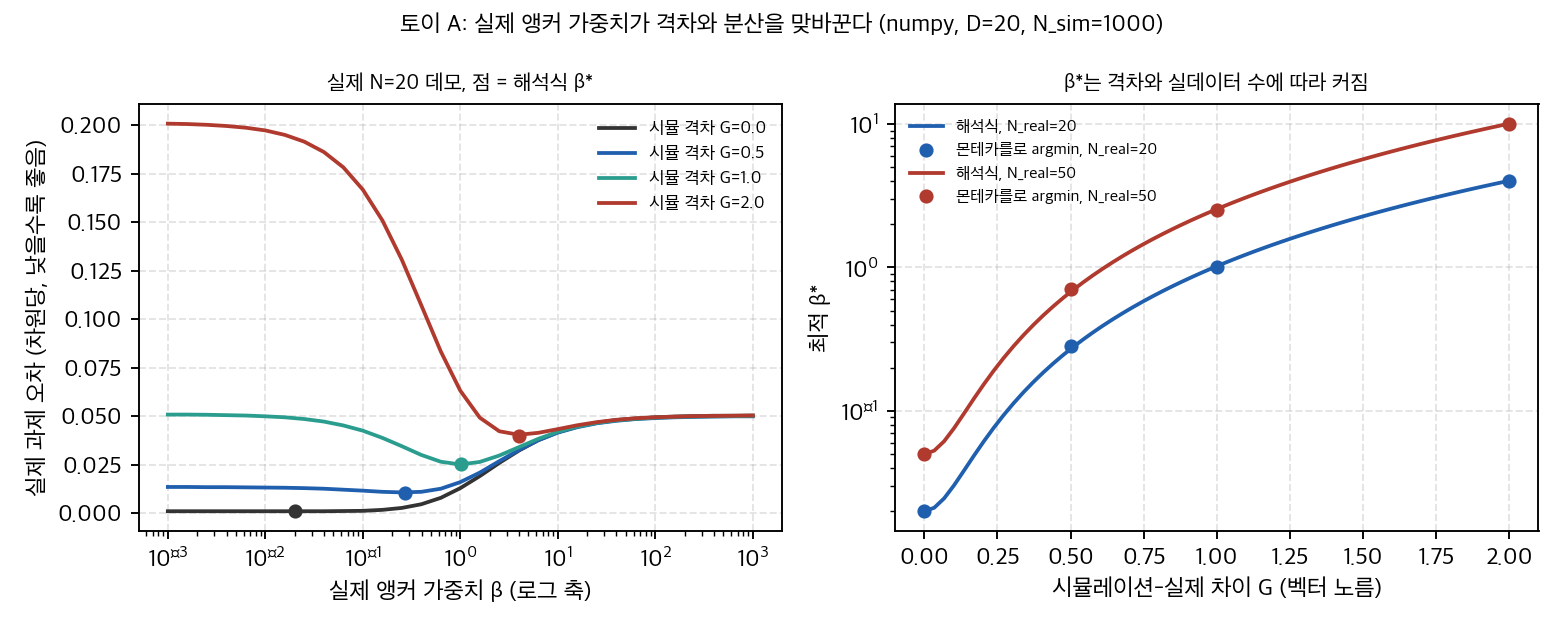 토이 A: 실제 앵커 가중치가 격차와 분산을 맞바꾼다 (numpy, D=20, N_sim=1000)
실제 N=20 데모, 점 = 해석식 β*
실제 과제 오차 (차원당, 낮을수록 좋음)
0.200
0.175
0.150
0.125
0.100
0.075
0.050
0.025
0.000
시뮬 격차 G=0.0
시뮬 격차 G=0.5
시뮬 격차 G=1.0
시뮬 격차 G=2.0
10¤3 10¤2 10¤1 10⁰ 10¹ 10² 10³
실제 앵커 가중치 β (로그 축)
β*는 격차와 실데이터 수에 따라 커짐
최적 β*
10¹
10⁰
10¤1
해석식, N_real=20
몬테카를로 argmin, N_real=20
해석식, N_real=50
몬테카를로 argmin, N_real=50
0.00 0.25 0.50 0.75 1.00 1.25 1.50 1.75 2.00
시뮬레이션-실제 차이 G (벡터 노름)